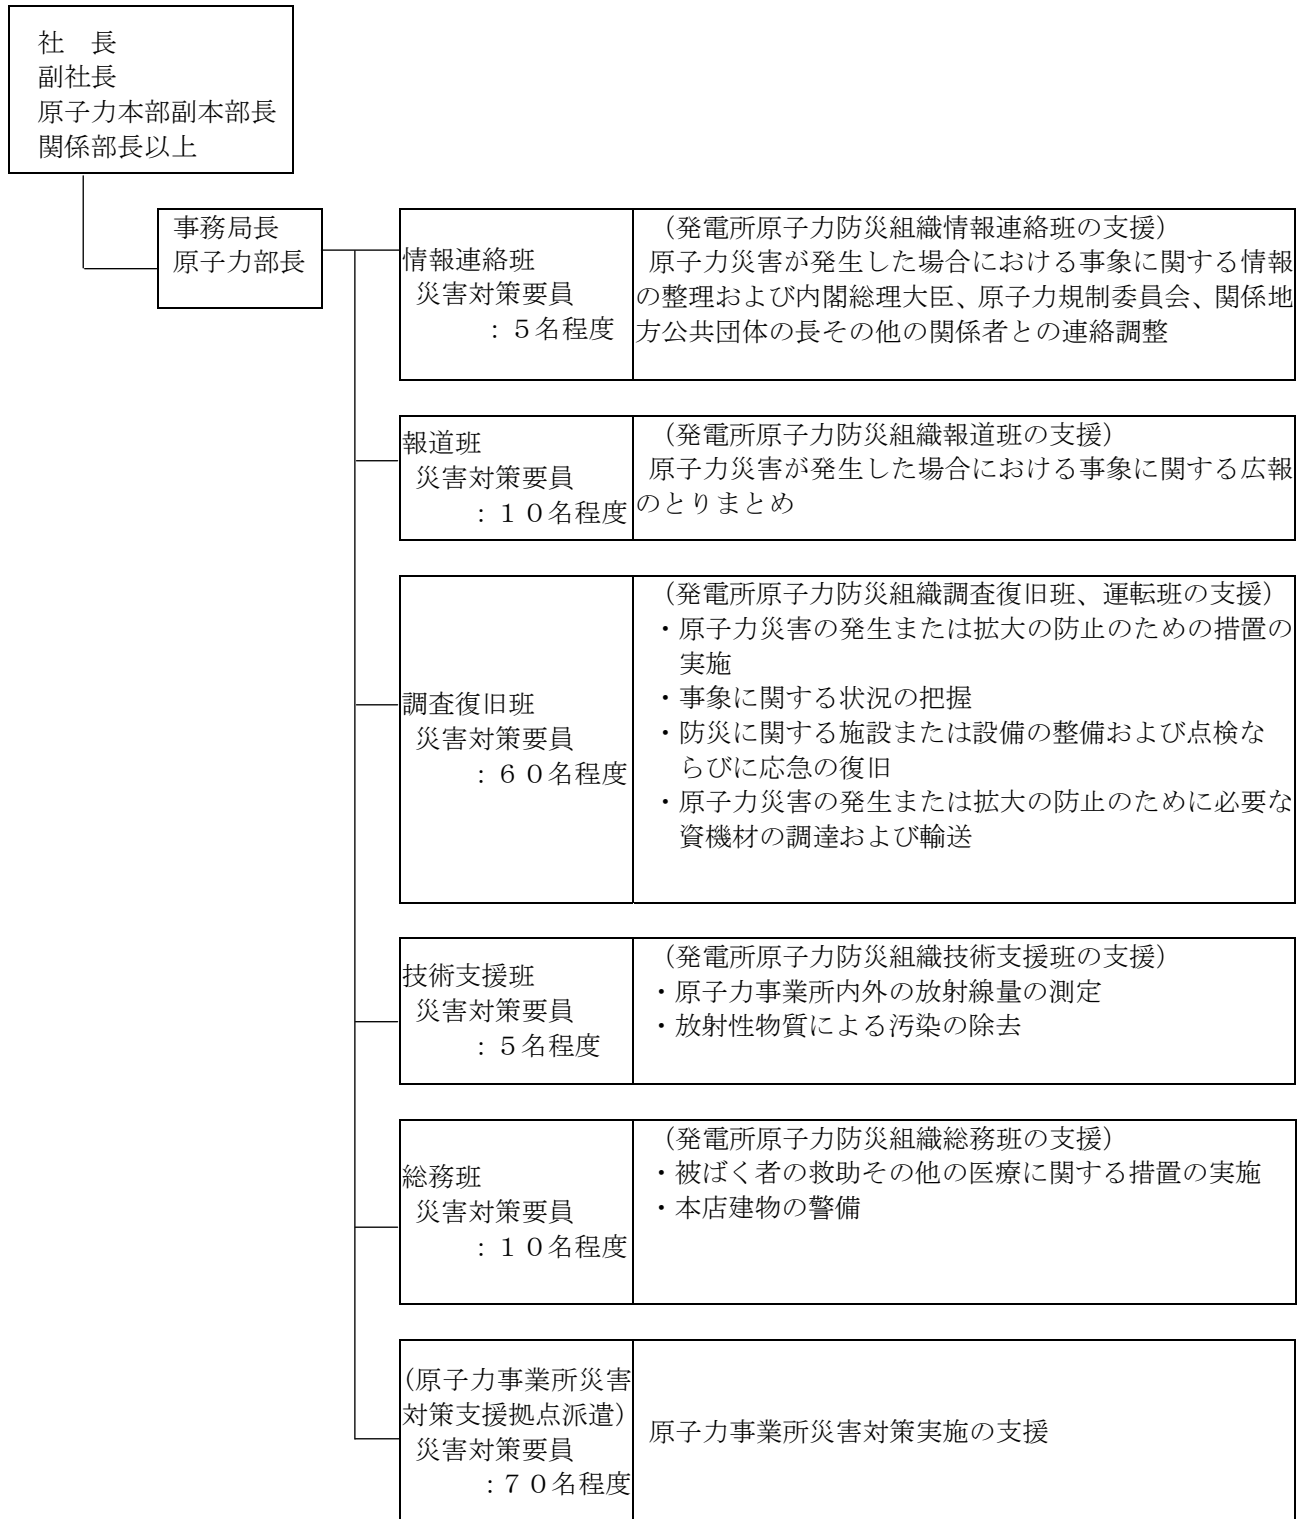 社　長
副社長
原子力本部副本部長
関係部長以上
事務局長
原子力部長
情報連絡班
災害対策要員
：５名程度
（発電所原子力防災組織情報連絡班の支援）
原子力災害が発生した場合における事象に関する情報
の整理および内閣総理大臣、原子力規制委員会、関係地
方公共団体の長その他の関係者との連絡調整
報道班
災害対策要員
：１０名程度
（発電所原子力防災組織報道班の支援）
原子力災害が発生した場合における事象に関する広報
のとりまとめ
調査復旧班
災害対策要員
：６０名程度
（発電所原子力防災組織調査復旧班、運転班の支援）
・原子力災害の発生または拡大の防止のための措置の
実施
・事象に関する状況の把握
・防災に関する施設または設備の整備および点検な
らびに応急の復旧
・原子力災害の発生または拡大の防止のために必要な
資機材の調達および輸送
技術支援班
災害対策要員
：５名程度
（発電所原子力防災組織技術支援班の支援）
・原子力事業所内外の放射線量の測定
・放射性物質による汚染の除去
総務班
災害対策要員
：１０名程度
（発電所原子力防災組織総務班の支援）
・被ばく者の救助その他の医療に関する措置の実施
・本店建物の警備
（原子力事業所災害
対策支援拠点派遣）
災害対策要員
：７０名程度
原子力事業所災害対策実施の支援